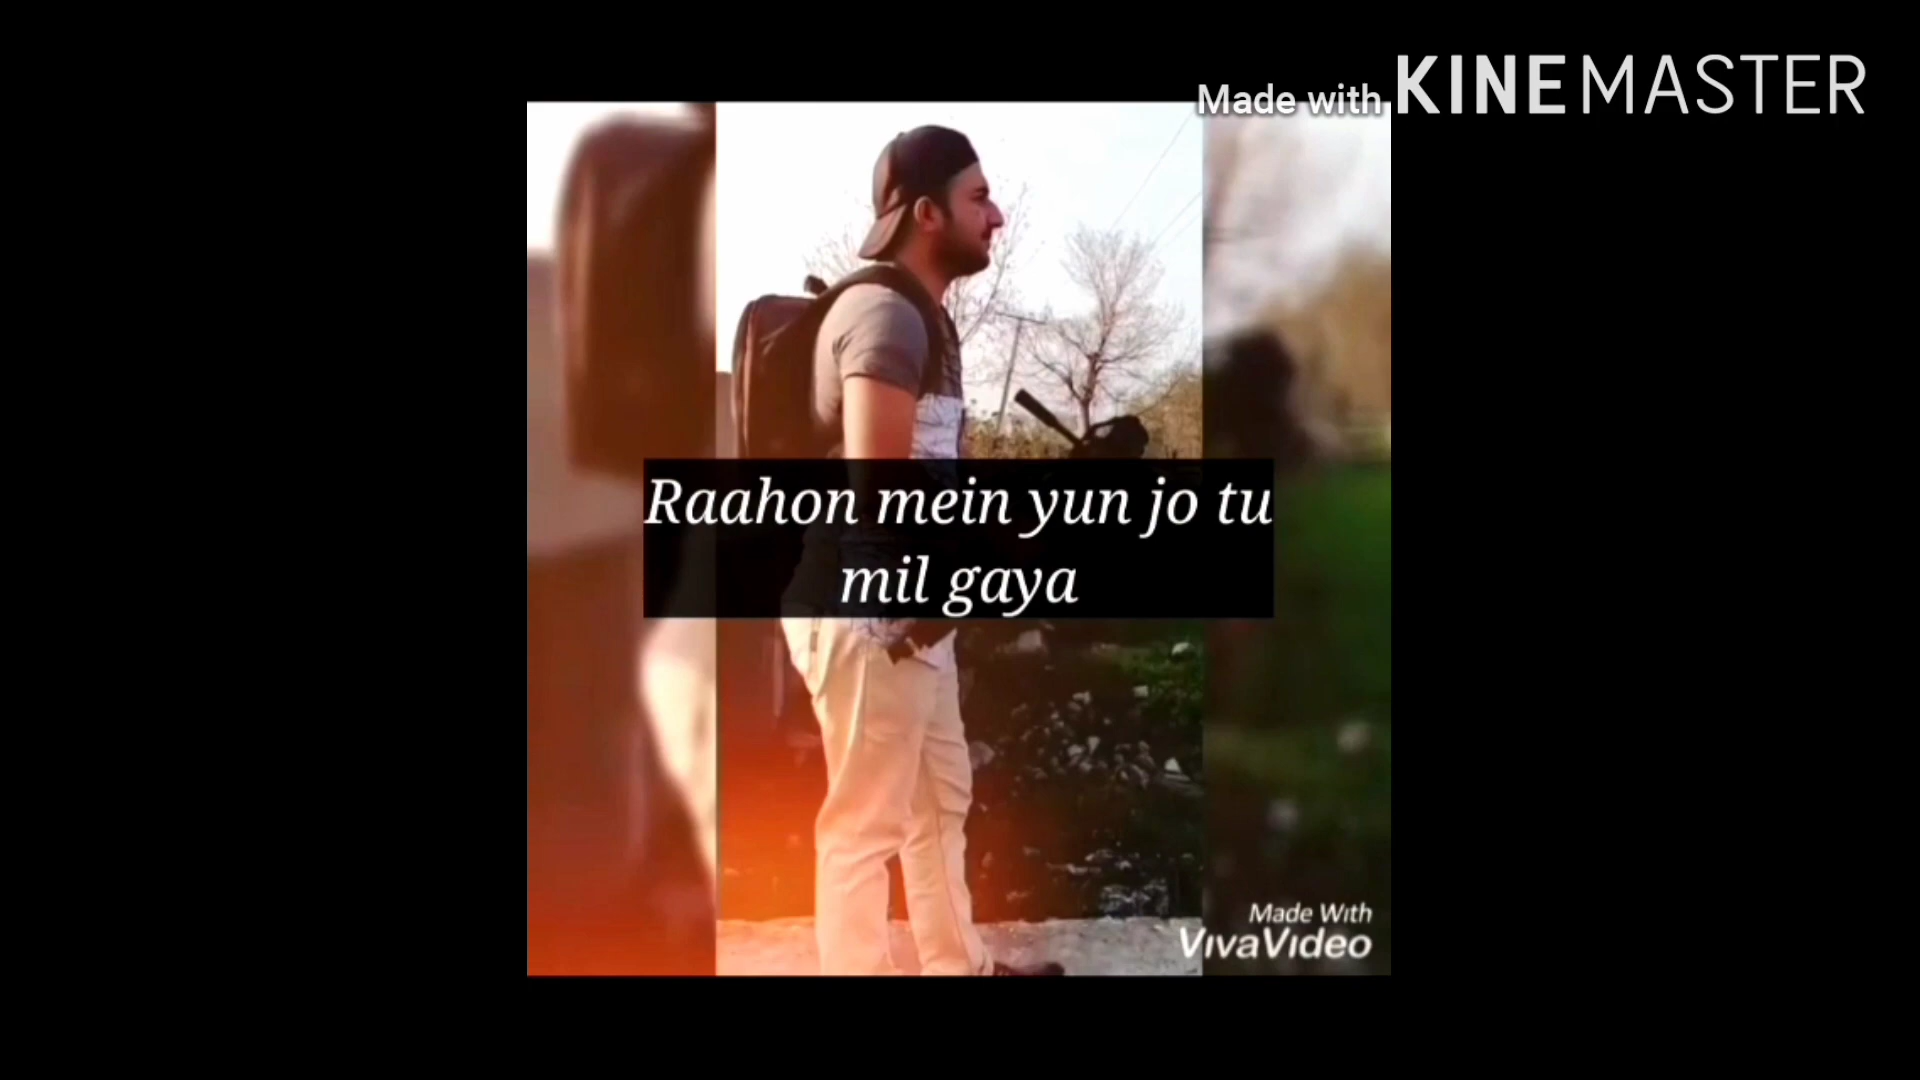 Made with KINEMASTER
Raahon mein yun jo tu
mil gaya
Made With
VivaVideo